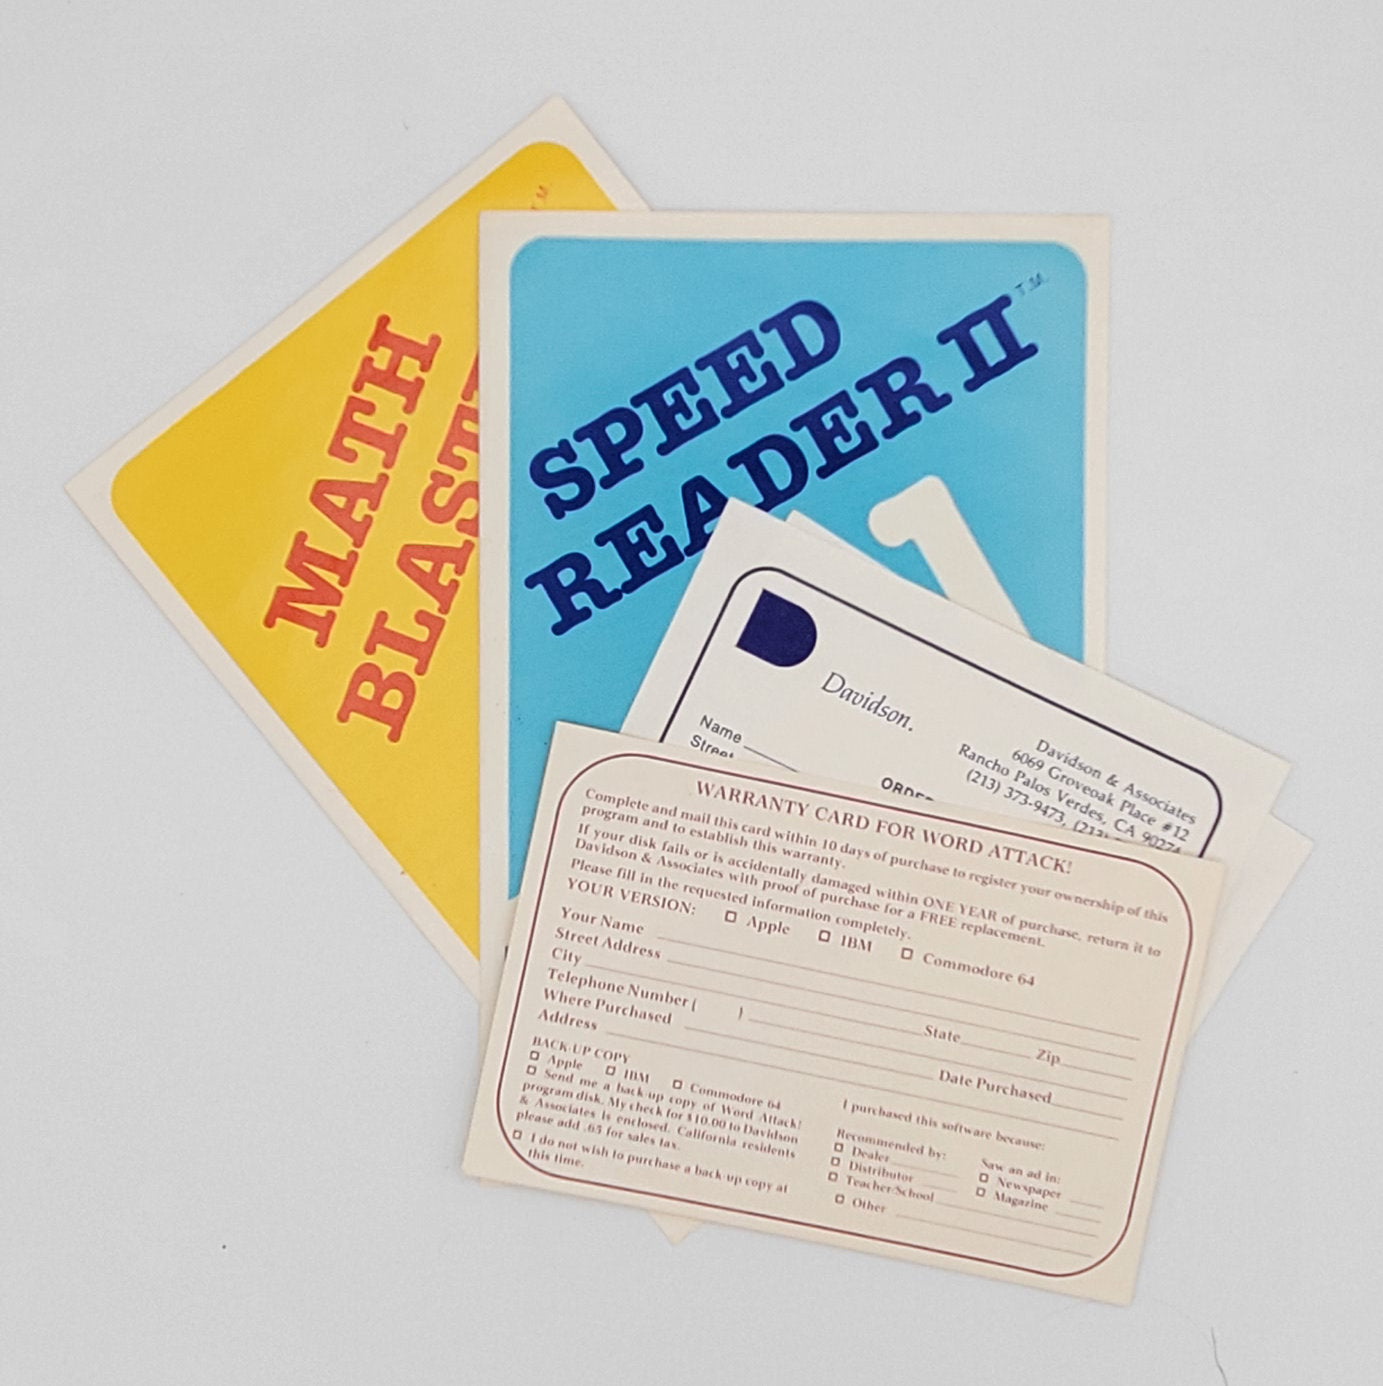 T.M.
MATH
BLAST
SPEED
READER II T.M.
Davidson.
Davidson & Associates
6069 Groveoak Place #12
Rancho Palos Verdes, CA 90274
(213) 373-9473, (213)
Name
Street
ORDER
WARRANTY CARD FOR WORD ATTACK!
Complete and mail this card within 10 days of purchase to register your ownership of this
program and to establish this warranty.
If your disk fails or is accidentally damaged within ONE YEAR of purchase, return it to
Davidson & Associates with proof of purchase for a FREE replacement.
Please fill in the requested information completely.
YOUR VERSION: Apple IBM Commodore 64
Your Name
Street Address
City State Zip
Telephone Number ( )
Where Purchased Date Purchased
Address
BACK-UP COPY
Apple IBM Commodore 64
Send me a back-up copy of Word Attack!
program disk. My check for $10.00 to Davidson
& Associates is enclosed. California residents
please add .65 for sales tax.
I do not wish to purchase a back-up copy at
this time.
I purchased this software because:
Recommended by: Saw an ad in:
Dealer Newspaper
Distributor Magazine
Teacher/School
Other